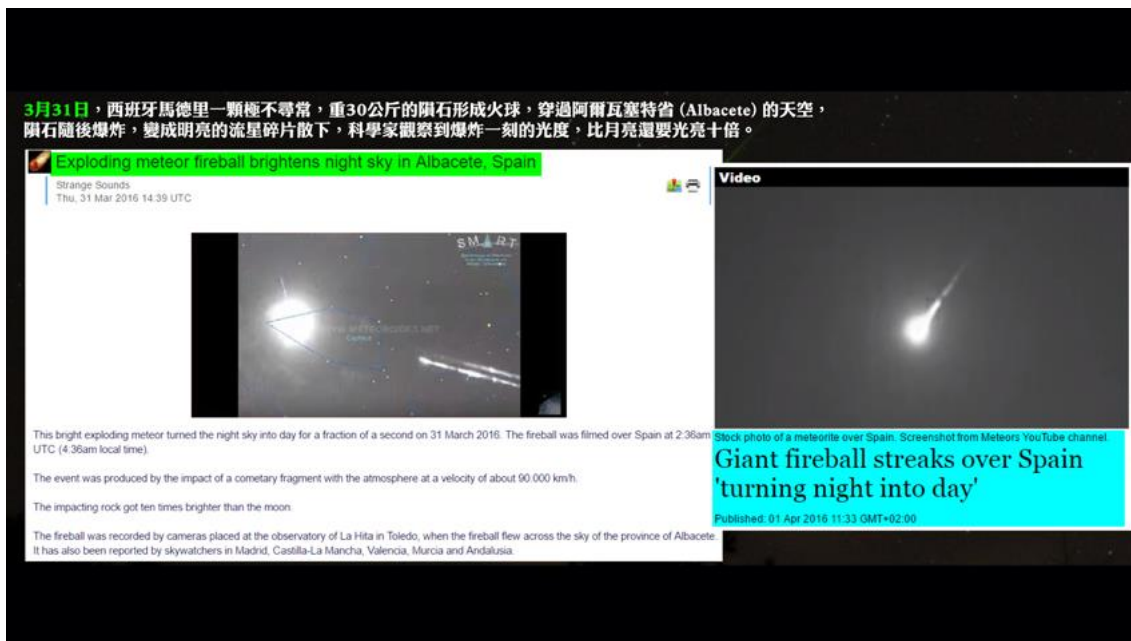 3月31日，西班牙馬德里一顆極不尋常，重30公斤的隕石形成火球，穿過阿爾瓦塞特省 (Albacete) 的天空，
隕石隨後爆炸，變成明亮的流星碎片散下，科學家觀察到爆炸一刻的光度，比月亮還要光亮十倍。
Exploding meteor fireball brightens night sky in Albacete, Spain
Strange Sounds
Thu, 31 Mar 2016 14:39 UTC
SMART
This bright exploding meteor turned the night sky into day for a fraction of a second on 31 March 2016. The fireball was filmed over Spain at 2:36am
UTC (4:36am local time).
The event was produced by the impact of a cometary fragment with the atmosphere at a velocity of about 90.000 km/h.
The impacting rock got ten times brighter than the moon.
The fireball was recorded by cameras placed at the observatory of La Hita in Toledo, when the fireball flew across the sky of the province of Albacete.
It has also been reported by skywatchers in Madrid, Castilla-La Mancha, Valencia, Murcia and Andalusia.
Video
Stock photo of a meteorite over Spain. Screenshot from Meteors YouTube channel.
Giant fireball streaks over Spain
'turning night into day'
Published: 01 Apr 2016 11:33 GMT+02:00